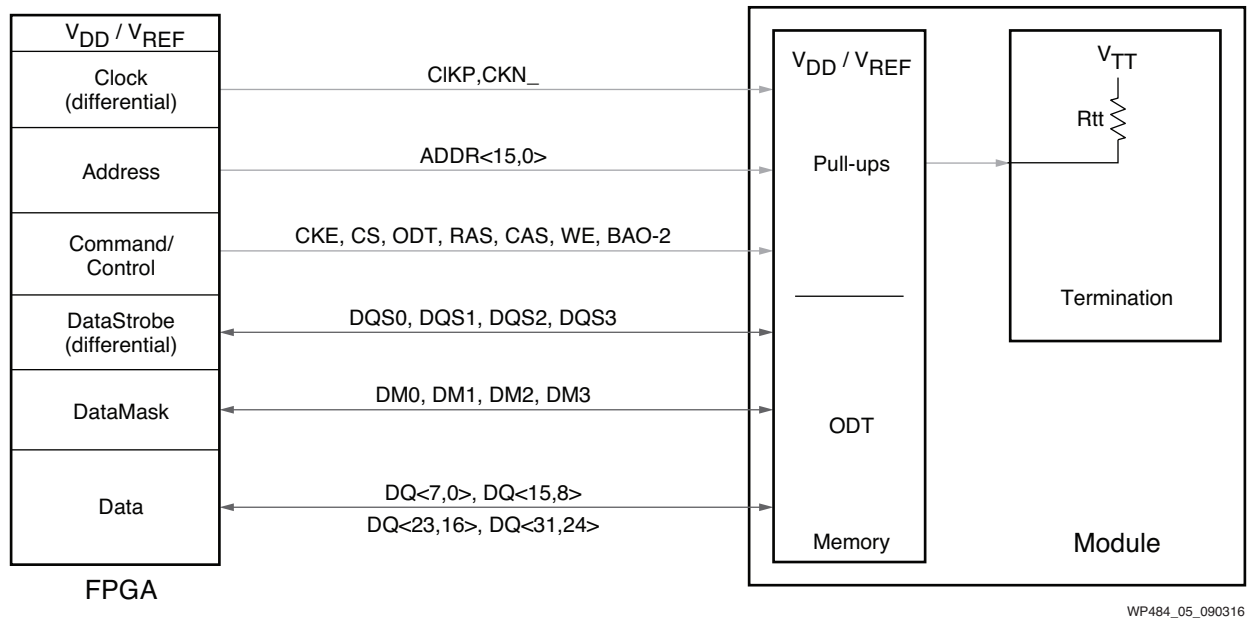 VDD / VREF
Clock
(differential)
Address
Command/
Control
DataStrobe
(differential)
DataMask
Data
FPGA
ClKP,CKN_
ADDR<15,0>
CKE, CS, ODT, RAS, CAS, WE, BAO-2
DQS0, DQS1, DQS2, DQS3
DM0, DM1, DM2, DM3
DQ<7,0>, DQ<15,8>
DQ<23,16>, DQ<31,24>
VDD / VREF
Pull-ups
ODT
Memory
VTT
Rtt
Termination
Module
WP484_05_090316